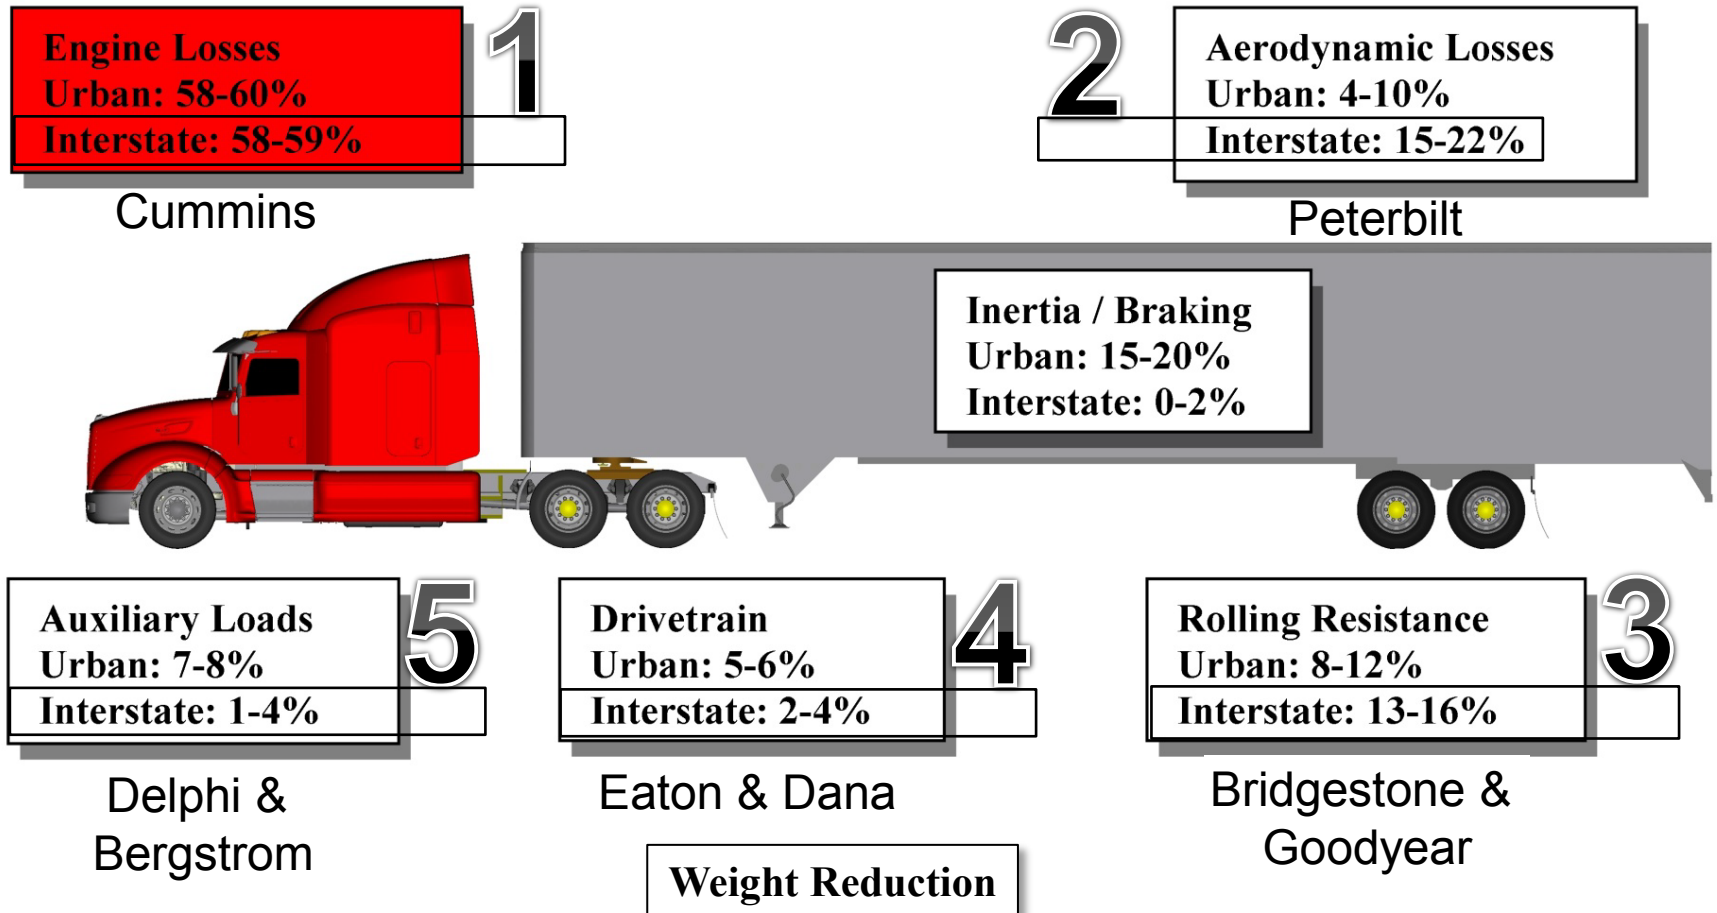 Engine Losses
Urban: 58-60%
Interstate: 58-59%
1
Cummins
2
Aerodynamic Losses
Urban: 4-10%
Interstate: 15-22%
Peterbilt
Inertia / Braking
Urban: 15-20%
Interstate: 0-2%
Auxiliary Loads
Urban: 7-8%
Interstate: 1-4%
5
Delphi &
Bergstrom
Drivetrain
Urban: 5-6%
Interstate: 2-4%
4
Eaton & Dana
Rolling Resistance
Urban: 8-12%
Interstate: 13-16%
3
Bridgestone &
Goodyear
Weight Reduction